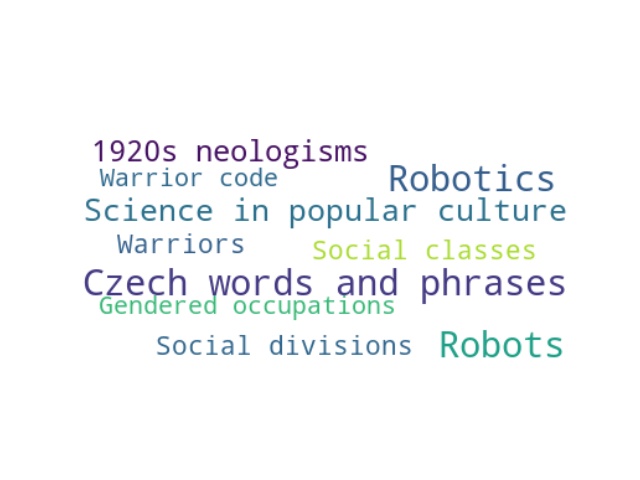 1920s neologisms
Warrior code
Robotics
Science in popular culture
Warriors
Social classes
Czech words and phrases
Gendered occupations
Social divisions
Robots